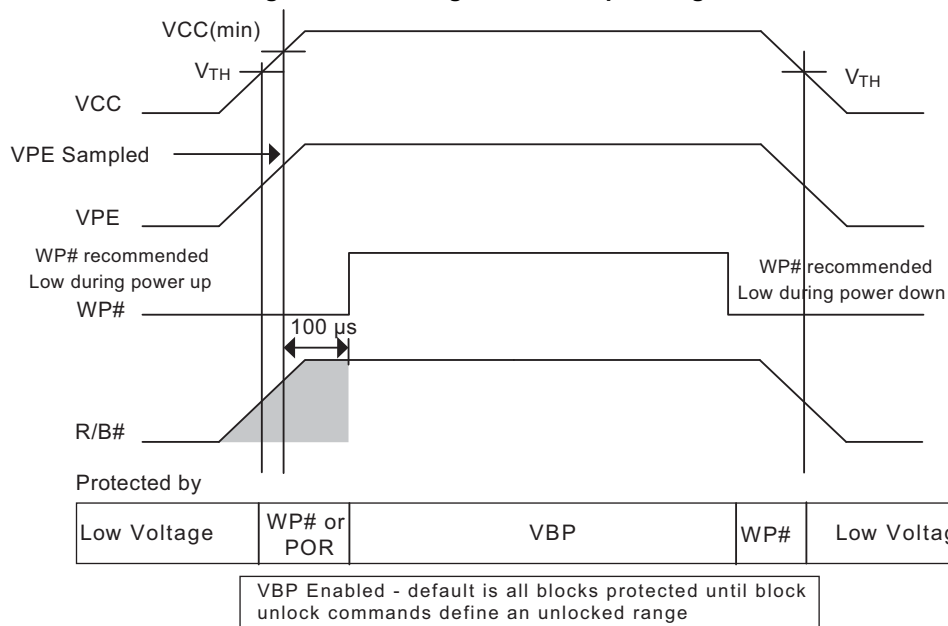 VCC(min)
VTH
VTH
VCC
VPE Sampled
VPE
WP# recommended
Low during power up
WP#
WP# recommended
Low during power down
100 µs
R/B#
Protected by
Low Voltage
WP# or
POR
VBP
WP#
Low
VBP Enabled - default is all blocks protected until block
unlock commands define an unlocked range